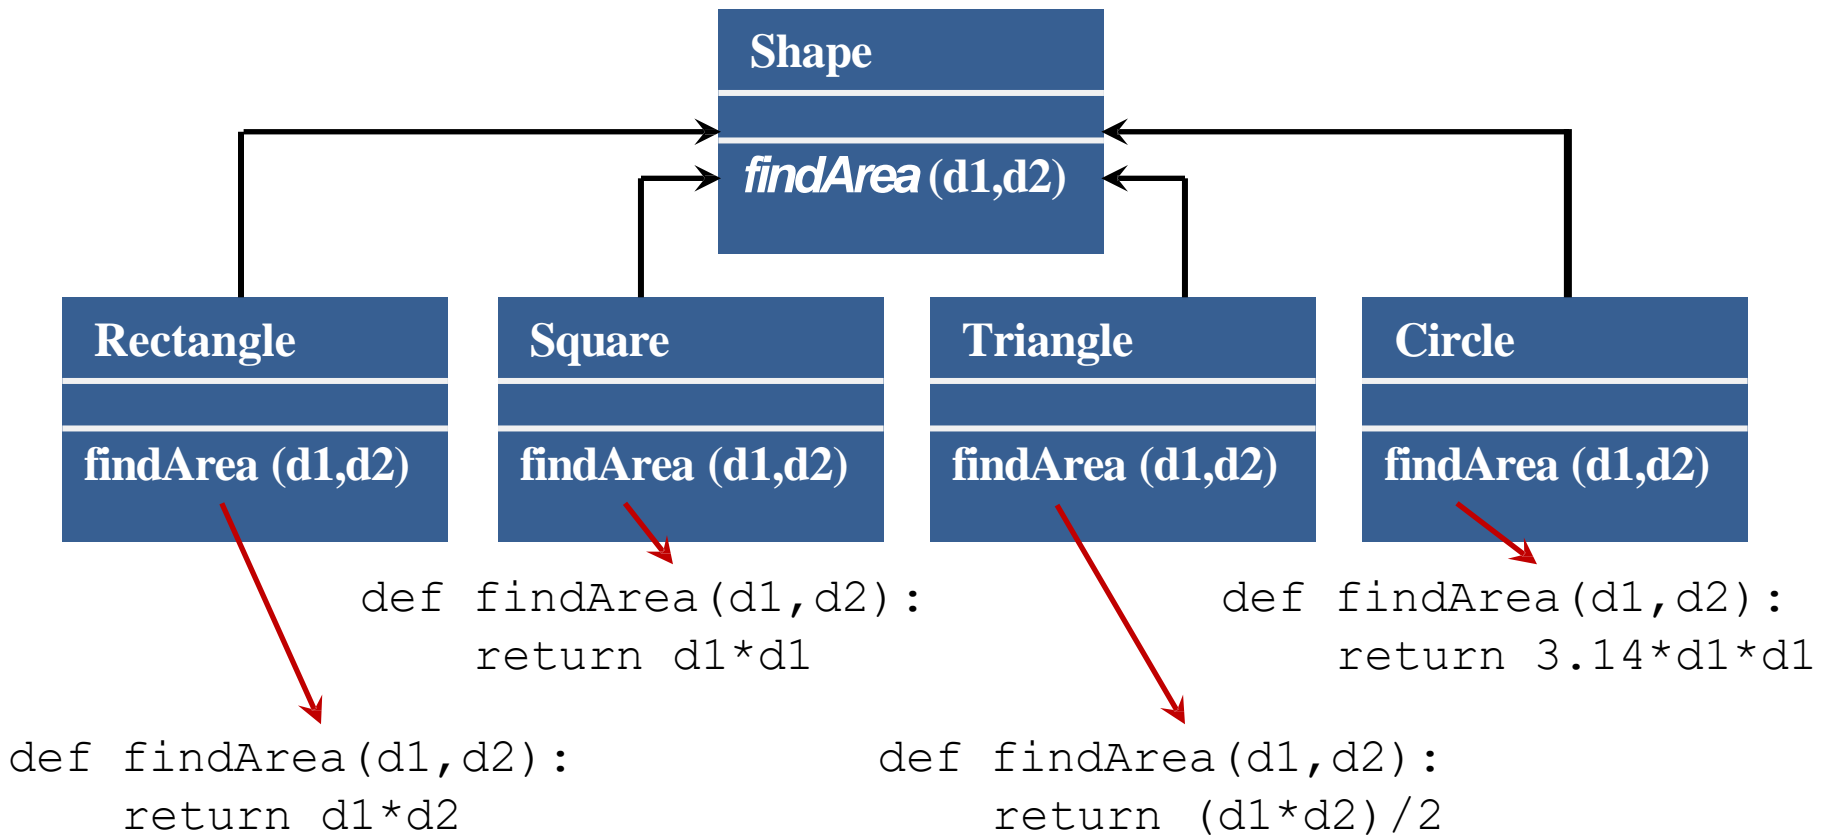 Shape
findArea (d1,d2)
Rectangle
findArea (d1,d2)
Square
findArea (d1,d2)
Triangle
findArea (d1,d2)
Circle
findArea (d1,d2)
def findArea(d1,d2):
return d1*d1
def findArea(d1,d2):
return 3.14*d1*d1
def findArea(d1,d2):
return d1*d2
def findArea(d1,d2):
return (d1*d2)/2